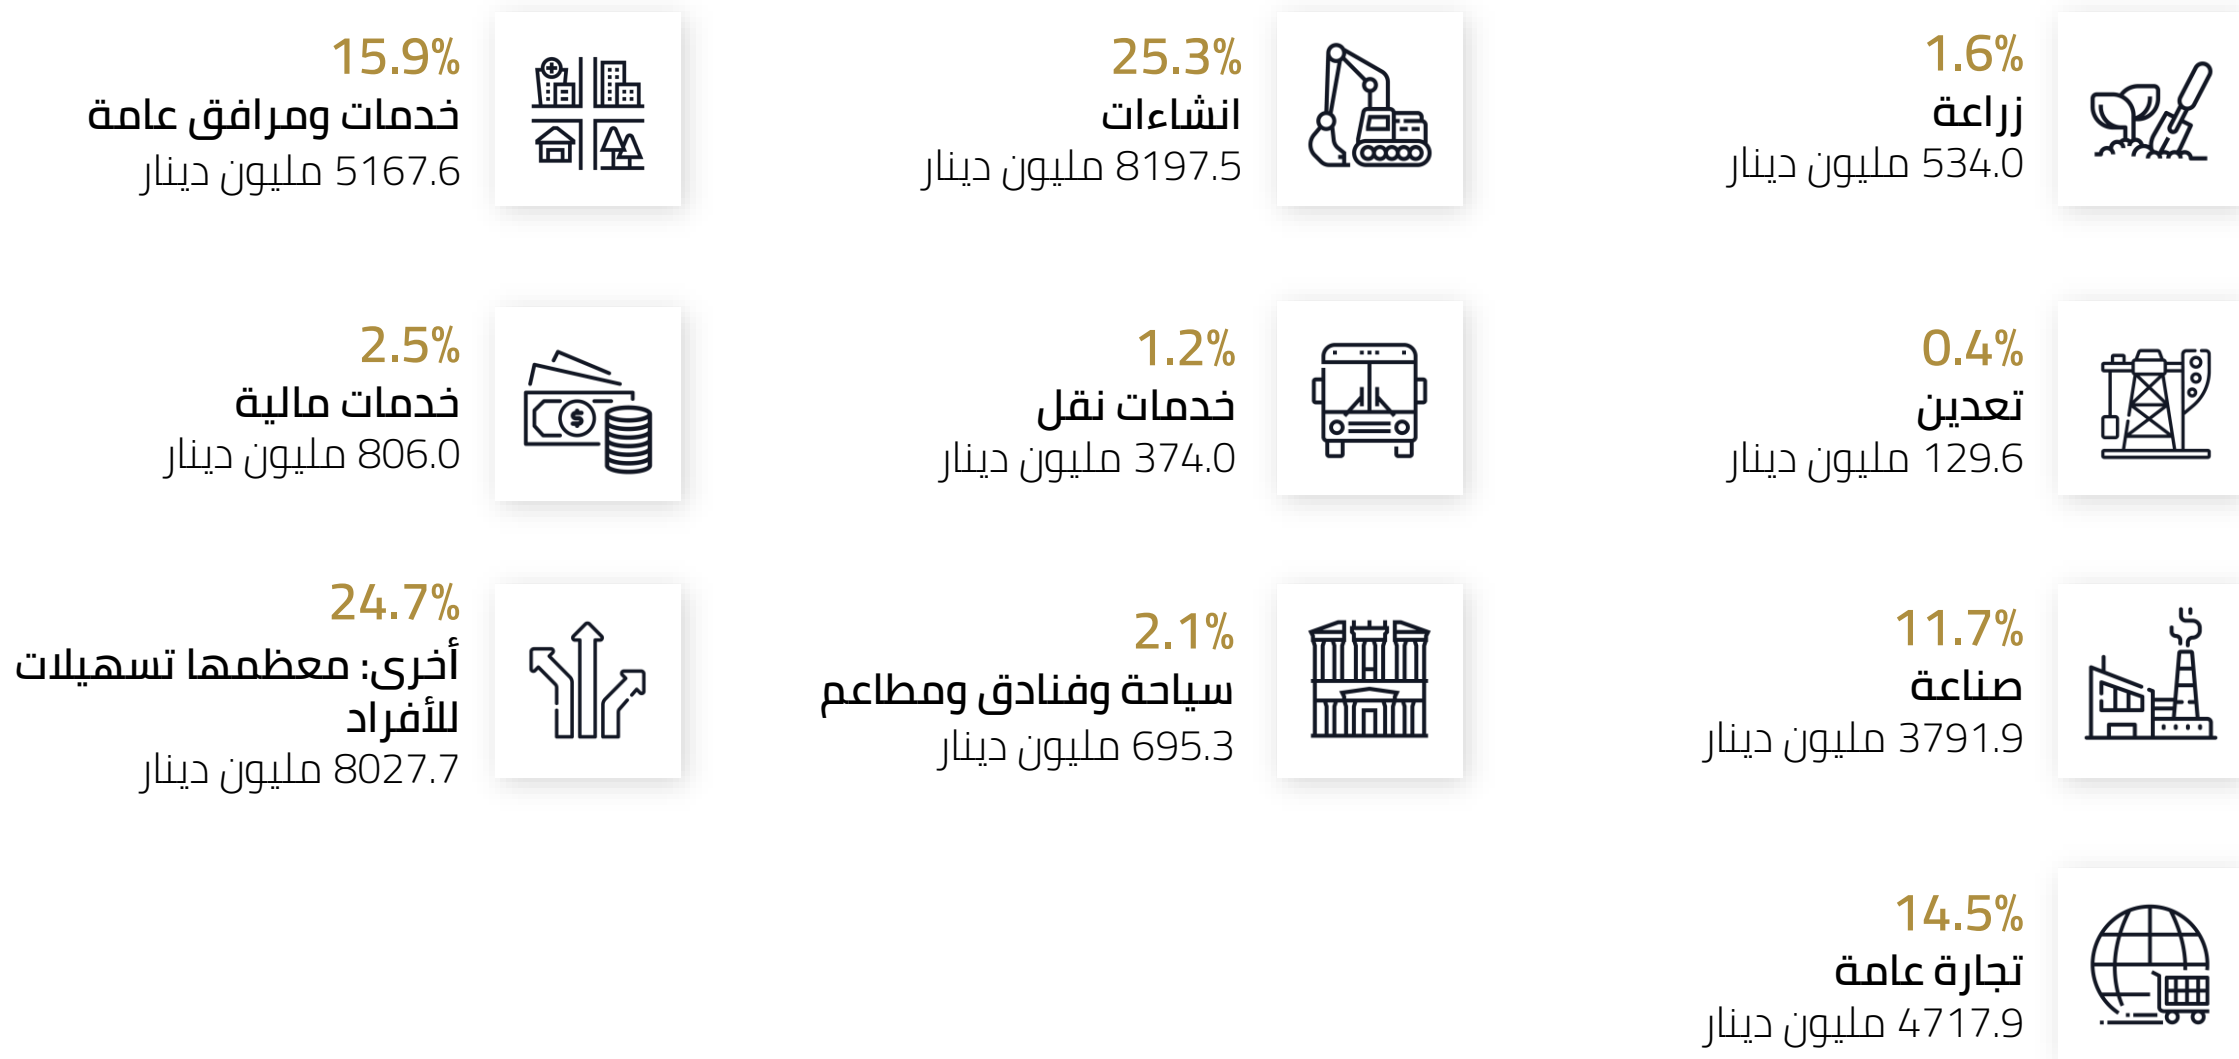 1.6%
زراعة
534.0 مليون دينار
0.4%
تعدين
129.6 مليون دينار
11.7%
صناعة
3791.9 مليون دينار
14.5%
تجارة عامة
4717.9 مليون دينار
25.3%
انشاءات
8197.5 مليون دينار
1.2%
خدمات نقل
374.0 مليون دينار
2.1%
سياحة وفنادق ومطاعم
695.3 مليون دينار
15.9%
خدمات ومرافق عامة
5167.6 مليون دينار
2.5%
خدمات مالية
806.0 مليون دينار
24.7%
أخرى: معظمها تسهيلات
للأفراد
8027.7 مليون دينار